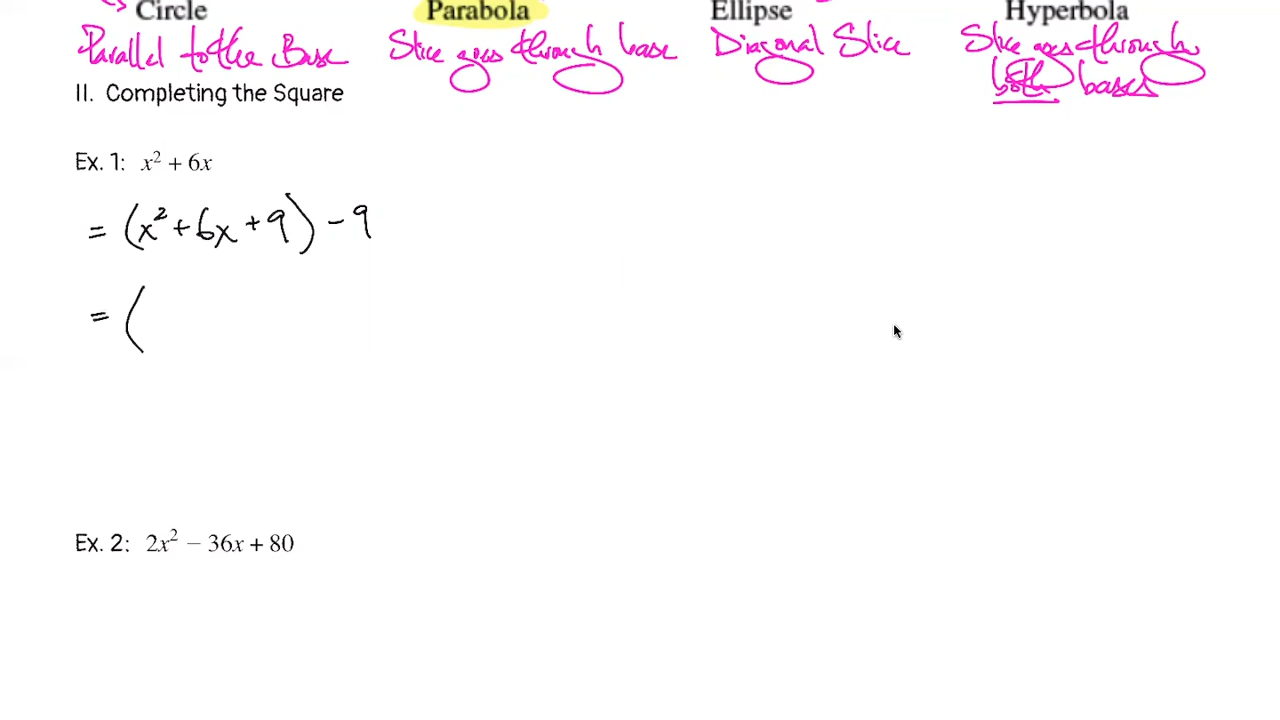 Circle Parabola Ellipse Hyperbola
Parallel to the Base Slice goes through base Diagonal Slice Slice goes through
both bases
II. Completing the Square
Ex. 1: x² + 6x
= (x² + 6x + 9) - 9
= (
Ex. 2: 2x² − 36x + 80